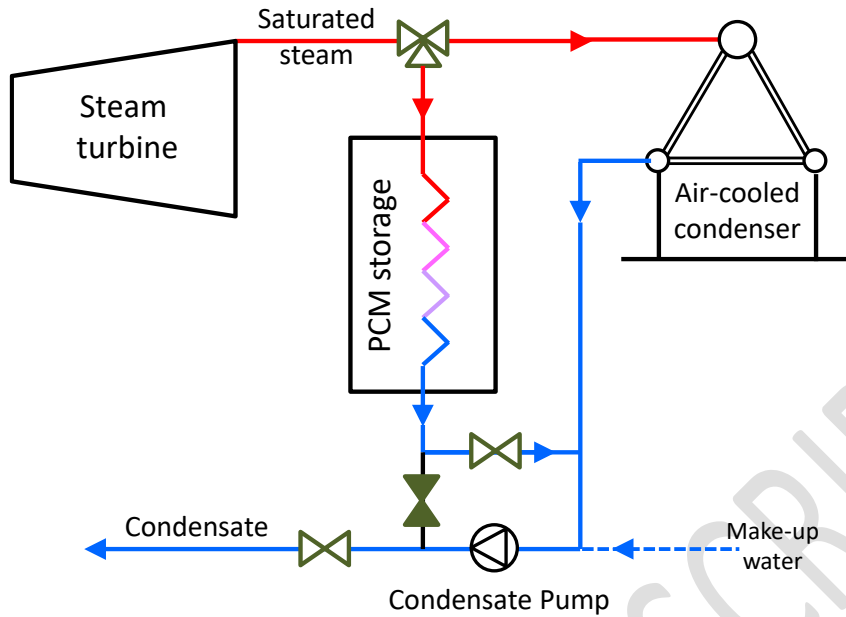 Saturated
steam
Steam
turbine
PCM storage
Air-cooled
condenser
Condensate
Make-up
water
Condensate Pump